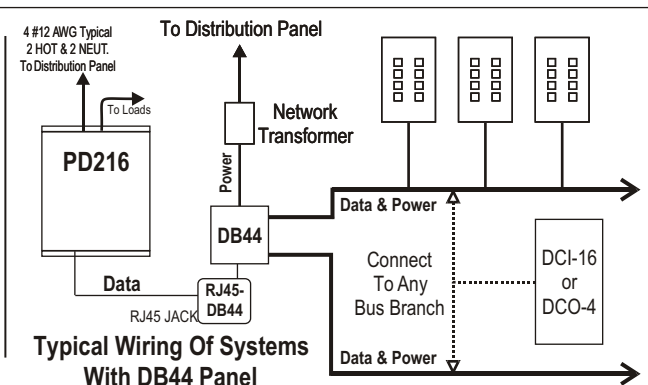 4 #12 AWG Typical
2 HOT & 2 NEUT.
To Distribution Panel
To Loads
PD216
To Distribution Panel
Network
Transformer
Power
DB44
Data & Power
Connect
To Any
Bus Branch
DCI-16
or
DCO-4
Data
RJ45-
DB44
RJ45 JACK
Data & Power
Typical Wiring Of Systems
With DB44 Panel